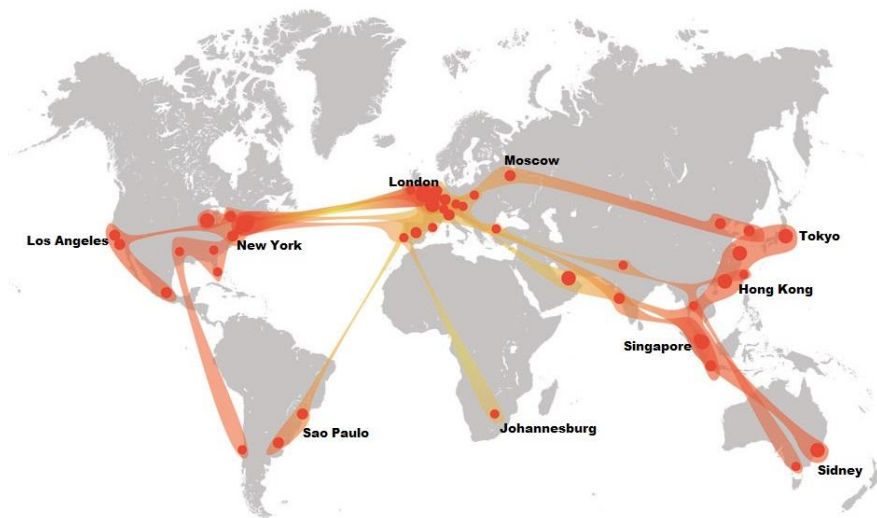 Moscow
London
Los Angeles
New York
Tokyo
Hong Kong
Singapore
Sao Paulo
Johannesburg
Sidney